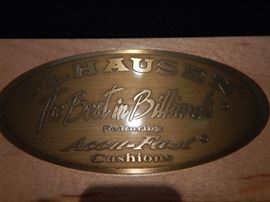 OLHAUSEN®
The Best in Billiards
Featuring
Accu-Fast®
Cushions